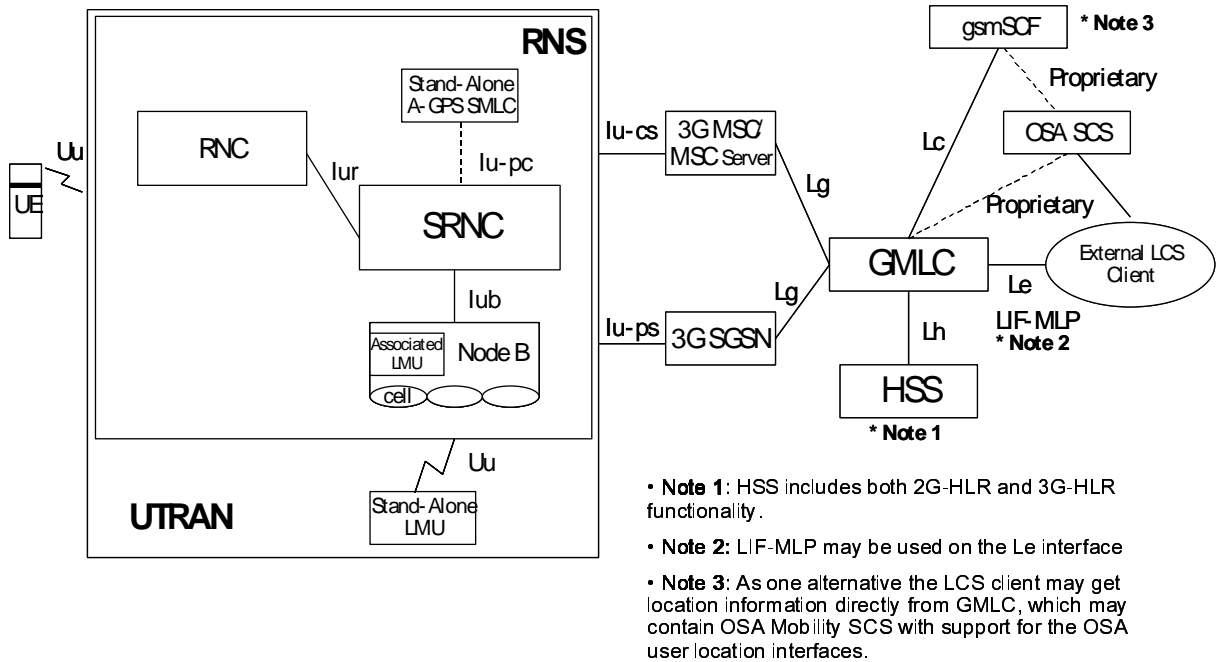 RNS
gsmSCF
* Note 3
Stand-Alone
A-GPS SMLC
Proprietary
RNC
Iu-cs
3G MSC/
MSC Server
Lc
OSA SCS
Uu
Iur
Iu-pc
Lg
UE
SRNC
Proprietary
GMLC
External LCS
Client
Iub
Lg
Le
Iu-ps
LIF-MLP
* Note 2
Associated
LMU
Node B
3G SGSN
Lh
cell
HSS
* Note 1
Uu
UTRAN
Stand-Alone
LMU
• Note 1: HSS includes both 2G-HLR and 3G-HLR
functionality.
• Note 2: LIF-MLP may be used on the Le interface
• Note 3: As one alternative the LCS client may get
location information directly from GMLC, which may
contain OSA Mobility SCS with support for the OSA
user location interfaces.